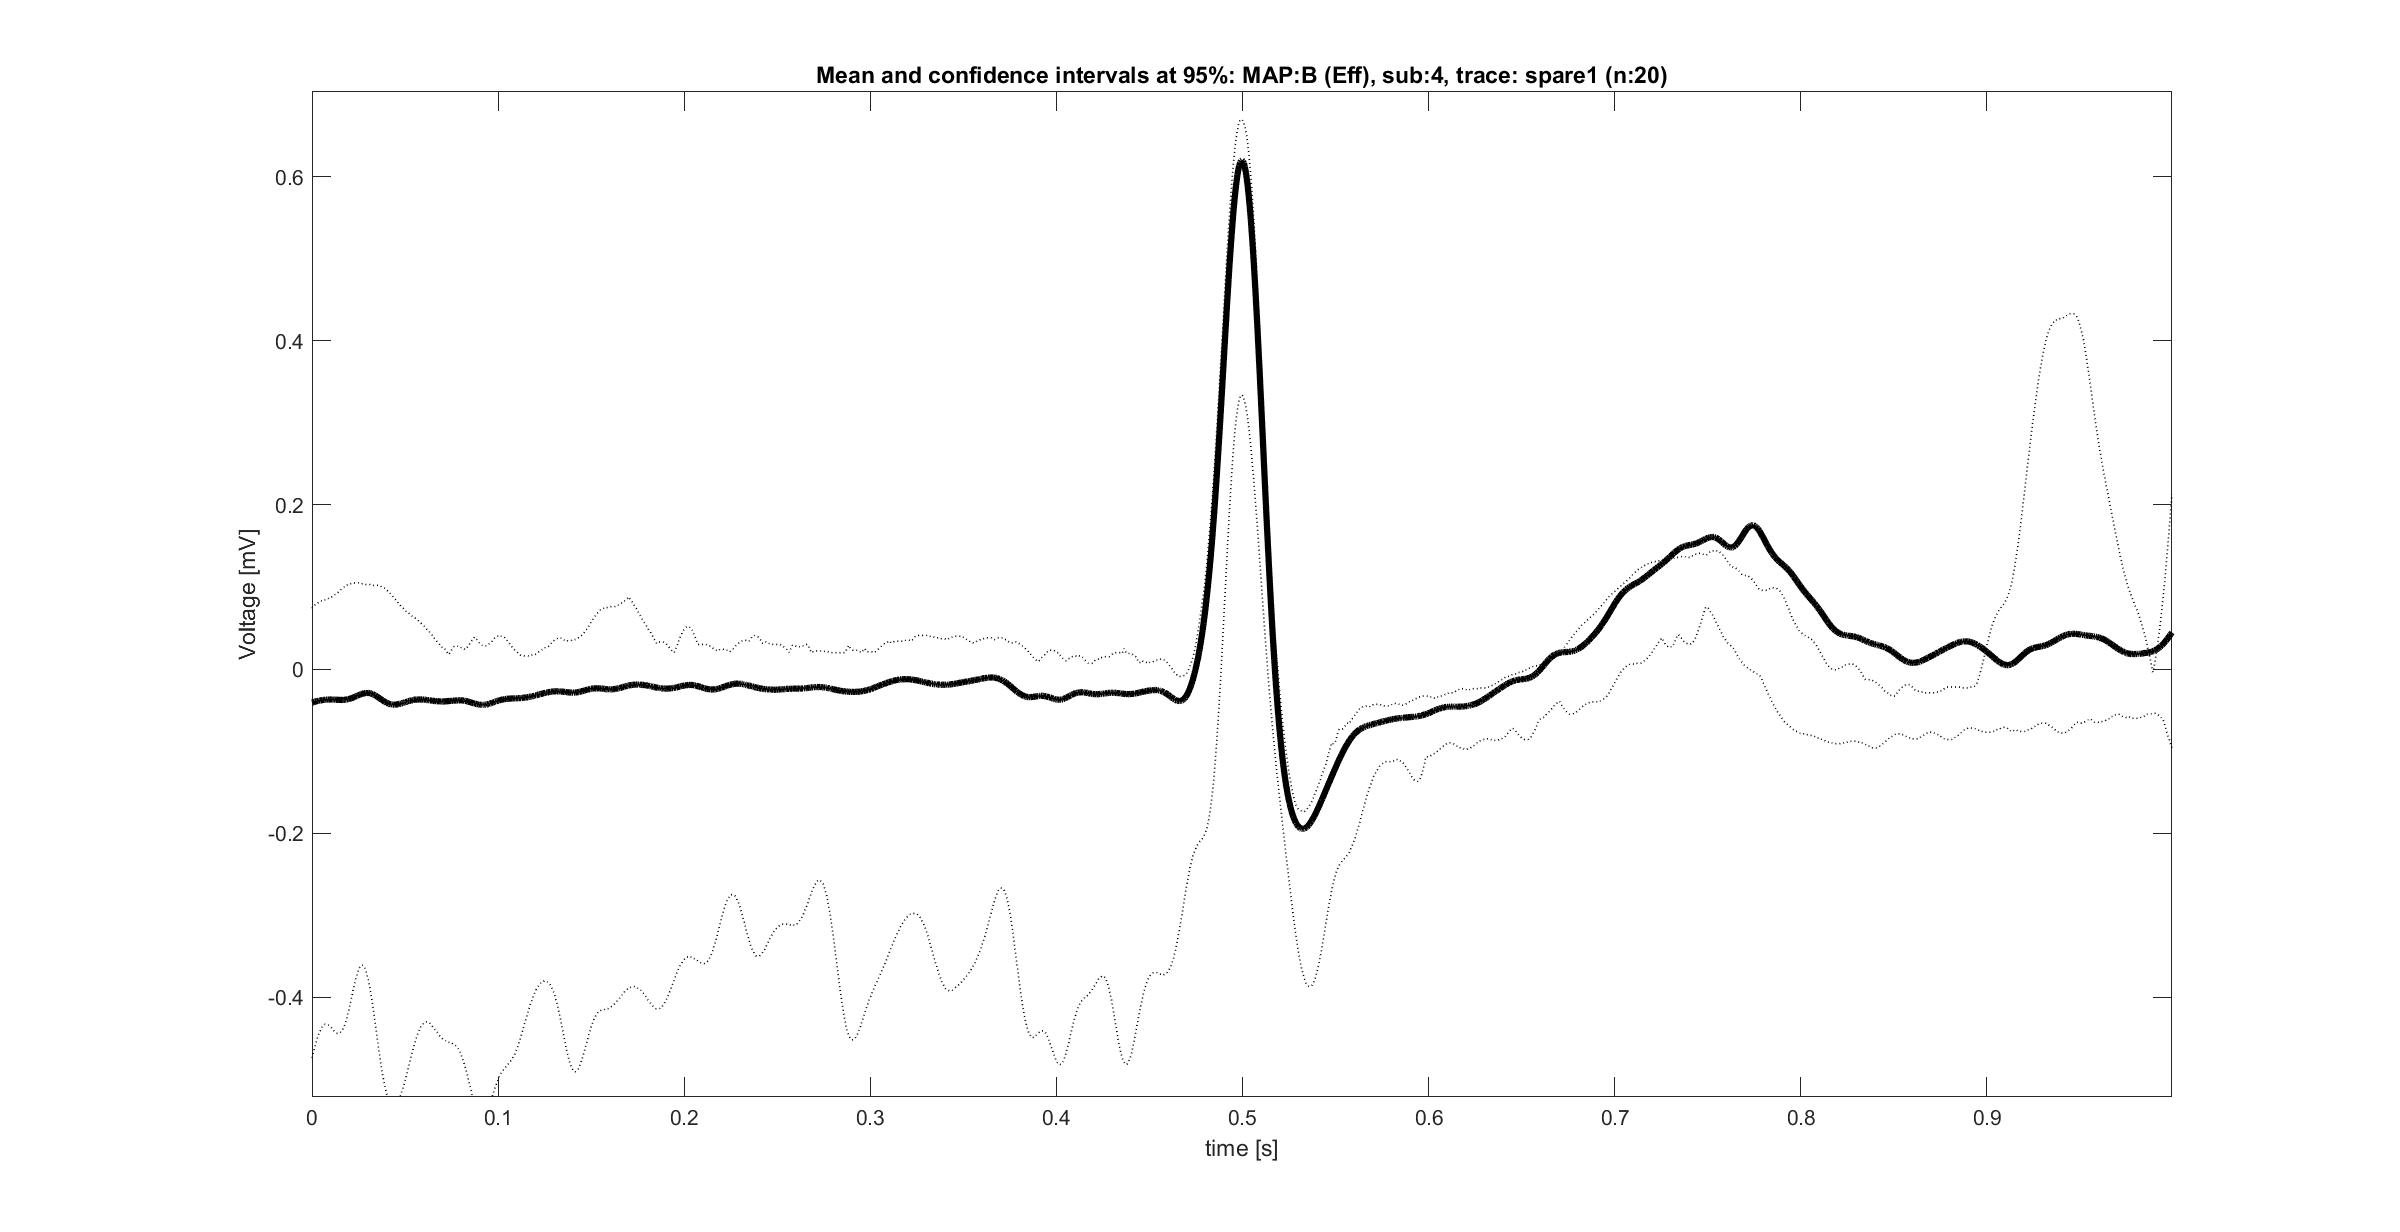 Mean and confidence intervals at 95%: MAP:B (Eff), sub:4, trace: spare1 (n:20)
0.6
0.4
0.2
0
-0.2
-0.4
Voltage [mV]
0 0.1 0.2 0.3 0.4 0.5 0.6 0.7 0.8 0.9
time [s]